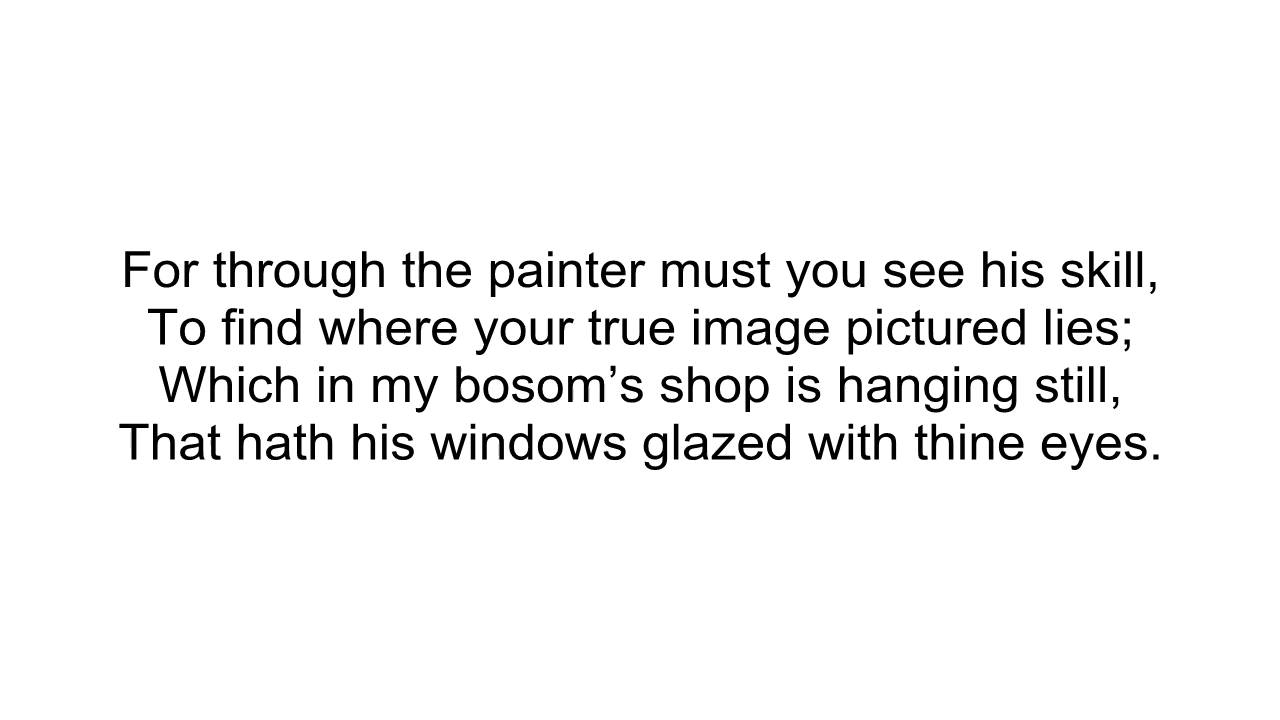 For through the painter must you see his skill,
To find where your true image pictured lies;
Which in my bosom’s shop is hanging still,
That hath his windows glazed with thine eyes.